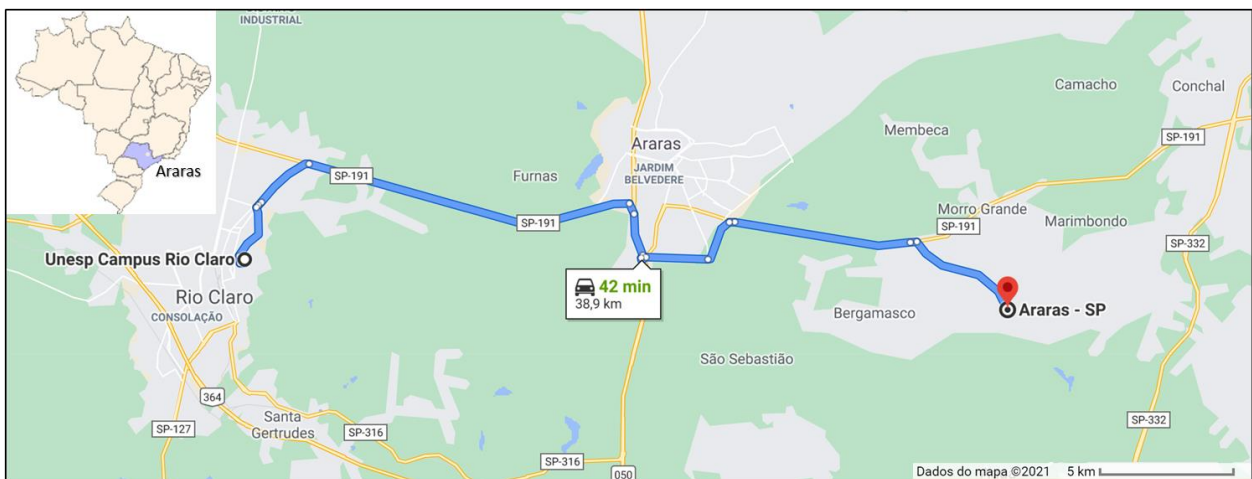 INDUSTRIAL
Araras
Camacho
Conchal
Membeca
SP-191
Araras
JARDIM
BELVEDERE
Furnas
SP-191
SP-191
Morro Grande
Marimbondo
SP-191
SP-332
Unesp Campus Rio Claro
42 min
38,9 km
Rio Claro
CONSOLAÇÃO
Bergamasco
Araras - SP
São Sebastião
364
SP-127
Santa
Gertrudes
SP-316
SP-316
050
SP-332
Dados do mapa ©2021 5 km